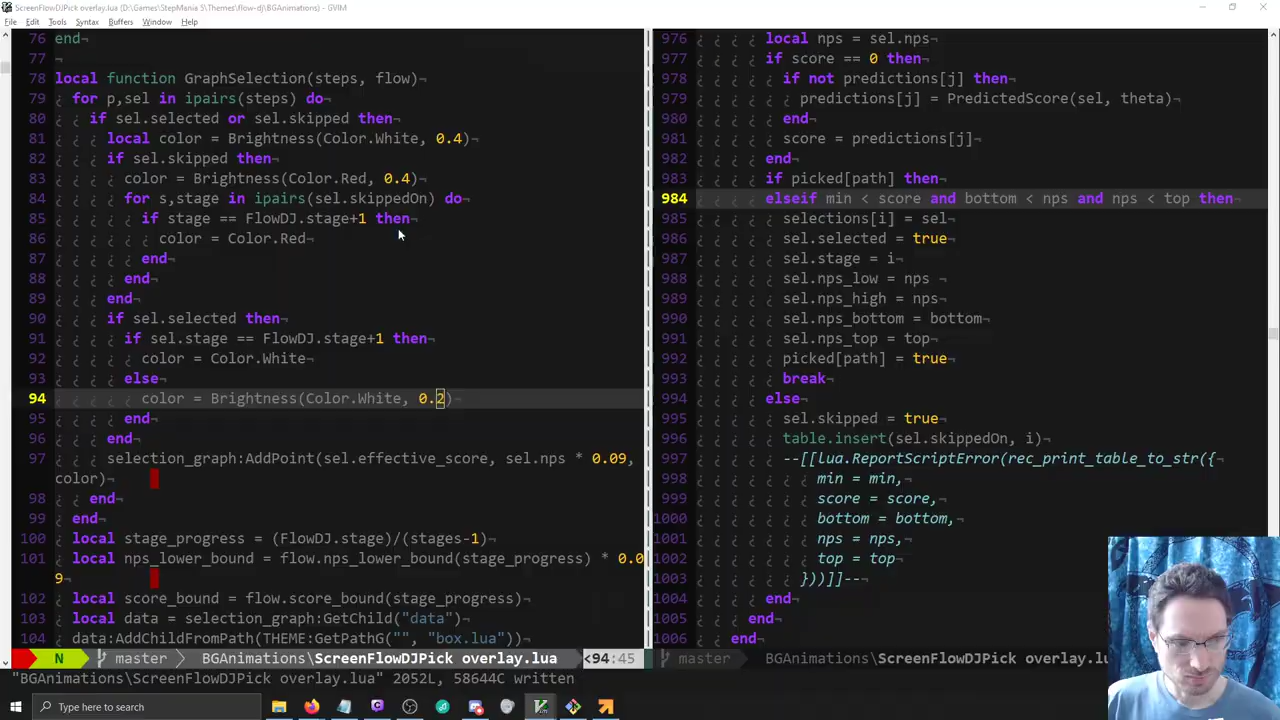 ScreenFlowDJPick overlay.lua (D:\Games\StepMania 5\Themes\flow-dj\BGAnimations) - GVIM
File Edit Tools Syntax Buffers Window Help
76 end¬
77 ¬
78 local function GraphSelection(steps, flow)¬
79 ¿ for p,sel in ipairs(steps) do¬
80 ¿ ¿ if sel.selected or sel.skipped then¬
81 ¿ ¿ ¿ local color = Brightness(Color.White, 0.4)¬
82 ¿ ¿ ¿ if sel.skipped then¬
83 ¿ ¿ ¿ ¿ color = Brightness(Color.Red, 0.4)¬
84 ¿ ¿ ¿ ¿ for s,stage in ipairs(sel.skippedOn) do¬
85 ¿ ¿ ¿ ¿ ¿ if stage == FlowDJ.stage+1 then¬
86 ¿ ¿ ¿ ¿ ¿ ¿ color = Color.Red¬
87 ¿ ¿ ¿ ¿ ¿ end¬
88 ¿ ¿ ¿ ¿ end¬
89 ¿ ¿ ¿ end¬
90 ¿ ¿ ¿ if sel.selected then¬
91 ¿ ¿ ¿ ¿ if sel.stage == FlowDJ.stage+1 then¬
92 ¿ ¿ ¿ ¿ ¿ color = Color.White¬
93 ¿ ¿ ¿ ¿ else¬
94 ¿ ¿ ¿ ¿ ¿ color = Brightness(Color.White, 0.2)¬
95 ¿ ¿ ¿ ¿ end¬
96 ¿ ¿ ¿ end¬
97 ¿ ¿ ¿ selection_graph:AddPoint(sel.effective_score, sel.nps * 0.09,
color)¬
98 ¿ ¿ end¬
99 ¿ end¬
100 ¿ local stage_progress = (FlowDJ.stage)/(stages-1)¬
101 ¿ local nps_lower_bound = flow.nps_lower_bound(stage_progress) * 0.0
9¬
102 ¿ local score_bound = flow.score_bound(stage_progress)¬
103 ¿ local data = selection_graph:GetChild("data")¬
104 ¿ data:AddChildFromPath(THEME:GetPathG("", "box.lua"))¬
N master BGAnimations\ScreenFlowDJPick overlay.lua <94:45
"BGAnimations\ScreenFlowDJPick overlay.lua" 2052L, 58644C written
976 ¿ ¿ ¿ ¿ local nps = sel.nps¬
977 ¿ ¿ ¿ ¿ if score == 0 then¬
978 ¿ ¿ ¿ ¿ ¿ if not predictions[j] then¬
979 ¿ ¿ ¿ ¿ ¿ ¿ predictions[j] = PredictedScore(sel, theta)¬
980 ¿ ¿ ¿ ¿ ¿ end¬
981 ¿ ¿ ¿ ¿ ¿ score = predictions[j]¬
982 ¿ ¿ ¿ ¿ end¬
983 ¿ ¿ ¿ ¿ if picked[path] then¬
984 ¿ ¿ ¿ ¿ elseif min < score and bottom < nps and nps < top then¬
985 ¿ ¿ ¿ ¿ ¿ selections[i] = sel¬
986 ¿ ¿ ¿ ¿ ¿ sel.selected = true¬
987 ¿ ¿ ¿ ¿ ¿ sel.stage = i¬
988 ¿ ¿ ¿ ¿ ¿ sel.nps_low = nps ¬
989 ¿ ¿ ¿ ¿ ¿ sel.nps_high = nps¬
990 ¿ ¿ ¿ ¿ ¿ sel.nps_bottom = bottom¬
991 ¿ ¿ ¿ ¿ ¿ sel.nps_top = top¬
992 ¿ ¿ ¿ ¿ ¿ picked[path] = true¬
993 ¿ ¿ ¿ ¿ ¿ break¬
994 ¿ ¿ ¿ ¿ else¬
995 ¿ ¿ ¿ ¿ ¿ sel.skipped = true¬
996 ¿ ¿ ¿ ¿ ¿ table.insert(sel.skippedOn, i)¬
997 ¿ ¿ ¿ ¿ ¿ --[[lua.ReportScriptError(rec_print_table_to_str({¬
998 ¿ ¿ ¿ ¿ ¿ ¿ ¿ min = min,¬
999 ¿ ¿ ¿ ¿ ¿ ¿ ¿ score = score,¬
1000 ¿ ¿ ¿ ¿ ¿ ¿ ¿ bottom = bottom,¬
1001 ¿ ¿ ¿ ¿ ¿ ¿ ¿ nps = nps,¬
1002 ¿ ¿ ¿ ¿ ¿ ¿ ¿ top = top¬
1003 ¿ ¿ ¿ ¿ ¿ ¿ }))]]--¬
1004 ¿ ¿ ¿ ¿ end¬
1005 ¿ ¿ ¿ end¬
1006 ¿ ¿ end¬
master BGAnimations\ScreenFlowDJPick overlay.lu
Type here to search